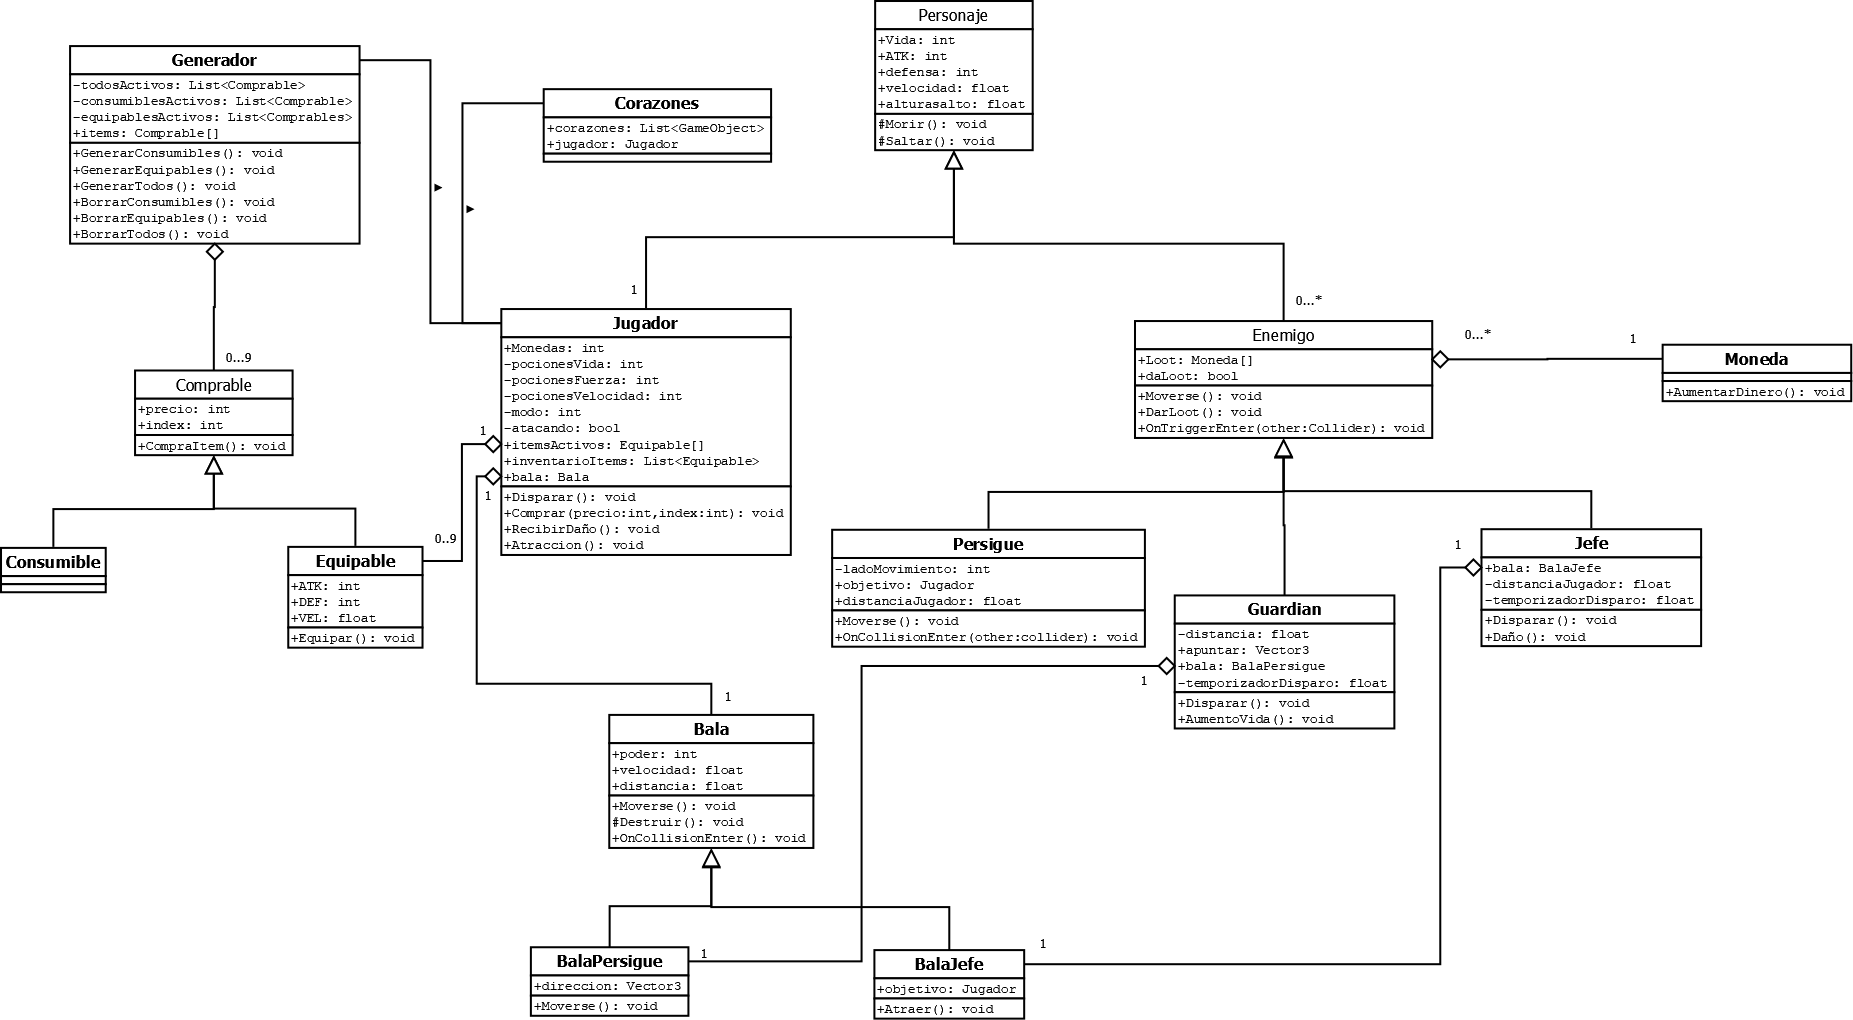 Personaje
+Vida: int
+ATK: int
+defensa: int
+velocidad: float
+alturasalto: float
#Morir(): void
#Saltar(): void
Generador
-todosActivos: List<Comprable>
-consumiblesActivos: List<Comprable>
-equipablesActivos: List<Comprables>
+items: Comprable[]
+GenerarConsumibles(): void
+GenerarEquipables(): void
+GenerarTodos(): void
+BorrarConsumibles(): void
+BorrarEquipables(): void
+BorrarTodos(): void
Corazones
+corazones: List<GameObject>
+jugador: Jugador
1
0...*
0...9
Comprable
+precio: int
+index: int
+CompraItem(): void
Jugador
+Monedas: int
-pocionesVida: int
-pocionesFuerza: int
-pocionesVelocidad: int
-modo: int
-atacando: bool
+itemsActivos: Equipable[]
+inventarioItems: List<Equipable>
+bala: Bala
+Disparar(): void
+Comprar(precio:int,index:int): void
+RecibirDaño(): void
+Atraccion(): void
1
1
0..9
Enemigo
+Loot: Moneda[]
+daLoot: bool
+Moverse(): void
+DarLoot(): void
+OnTriggerEnter(other:Collider): void
0...*
1
Moneda
+AumentarDinero(): void
Consumible
Equipable
+ATK: int
+DEF: int
+VEL: float
+Equipar(): void
Persigue
-ladoMovimiento: int
+objetivo: Jugador
+distanciaJugador: float
+Moverse(): void
+OnCollisionEnter(other:collider): void
Guardian
-distancia: float
+apuntar: Vector3
+bala: BalaPersigue
-temporizadorDisparo: float
+Disparar(): void
+AumentoVida(): void
1
1
Jefe
+bala: BalaJefe
-distanciaJugador: float
-temporizadorDisparo: float
+Disparar(): void
+Daño(): void
1
Bala
+poder: int
+velocidad: float
+distancia: float
+Moverse(): void
#Destruir(): void
+OnCollisionEnter(): void
BalaPersigue
+direccion: Vector3
+Moverse(): void
1
BalaJefe
+objetivo: Jugador
+Atraer(): void
1